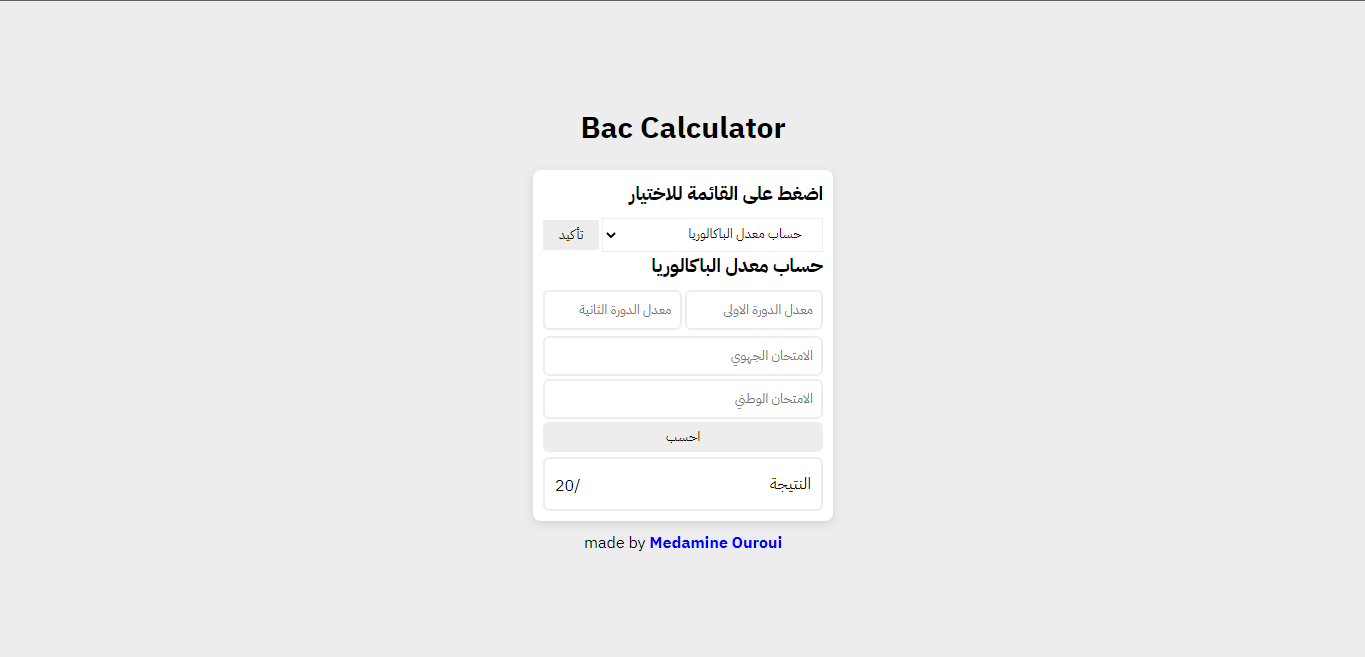 Bac Calculator
اضغط على القائمة للاختيار
حساب معدل الباكالوريا تأكيد
حساب معدل الباكالوريا
معدل الدورة الاولى معدل الدورة الثانية
الامتحان الجهوي
الامتحان الوطني
احسب
النتيجة 20/
made by Medamine Ouroui